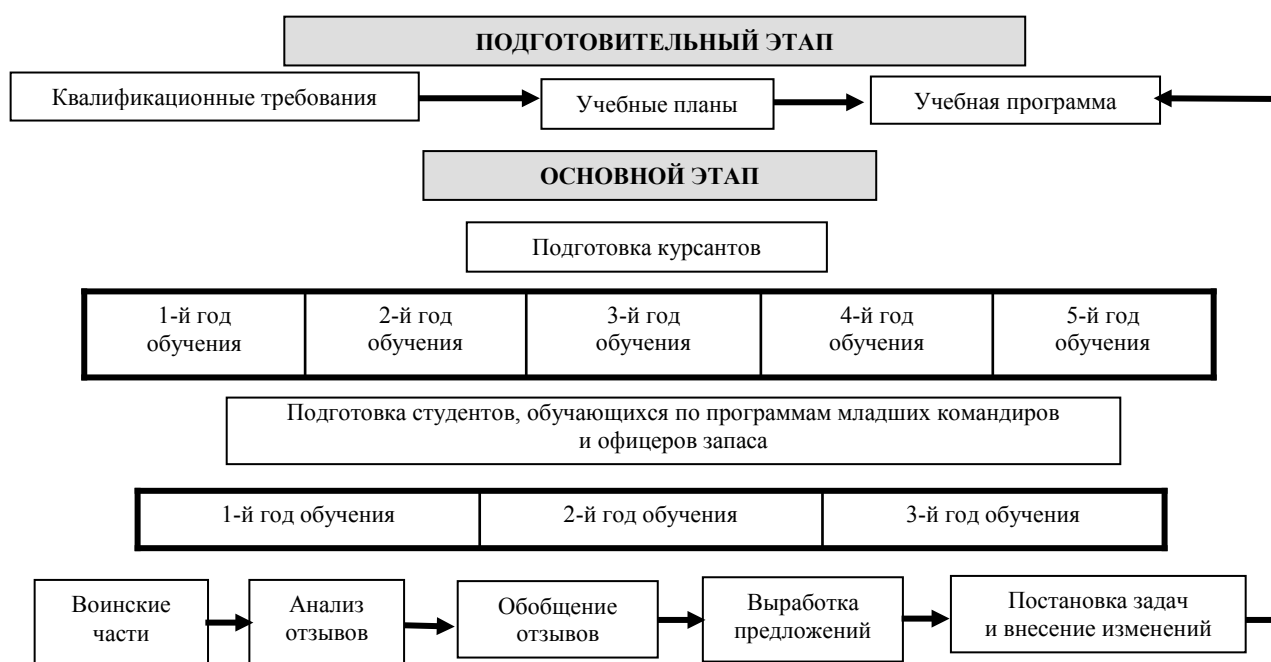 ПОДГОТОВИТЕЛЬНЫЙ ЭТАП
Квалификационные требования
Учебные планы
Учебная программа
ОСНОВНОЙ ЭТАП
Подготовка курсантов
1-й год
обучения
2-й год
обучения
3-й год
обучения
4-й год
обучения
5-й год
обучения
Подготовка студентов, обучающихся по программам младших командиров
и офицеров запаса
1-й год обучения
2-й год обучения
3-й год обучения
Воинские
части
Анализ
отзывов
Обобщение
отзывов
Выработка
предложений
Постановка задач
и внесение изменений